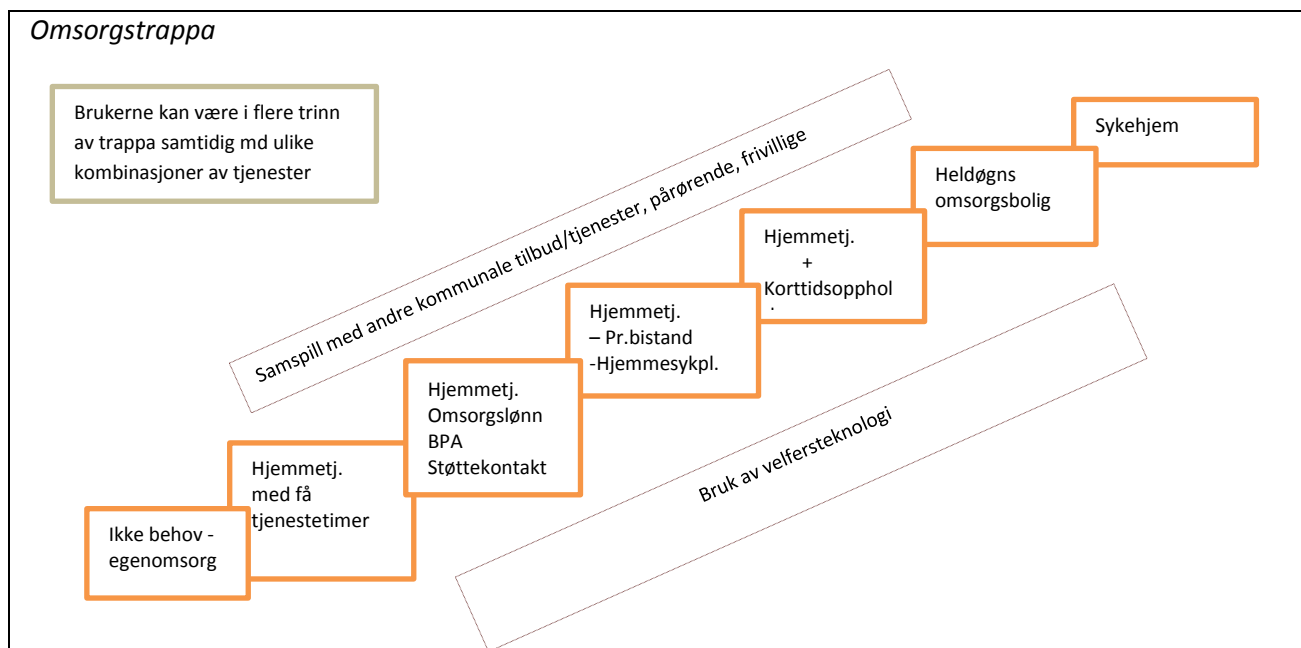 Omsorgstrappa
Brukerne kan være i flere trinn
av trappa samtidig md ulike
kombinasjoner av tjenester
Samspill med andre kommunale tilbud/tjenester, pårørende, frivillige
Sykehjem
Heldøgns
omsorgsbolig
Hjemmetj.
+
Korttidsopphol
Hjemmetj.
– Pr.bistand
-Hjemmesykpl.
Hjemmetj.
Omsorgslønn
BPA
Støttekontakt
Hjemmetj.
med få
tjenestetimer
Ikke behov -
egenomsorg
Bruk av velfersteknologi